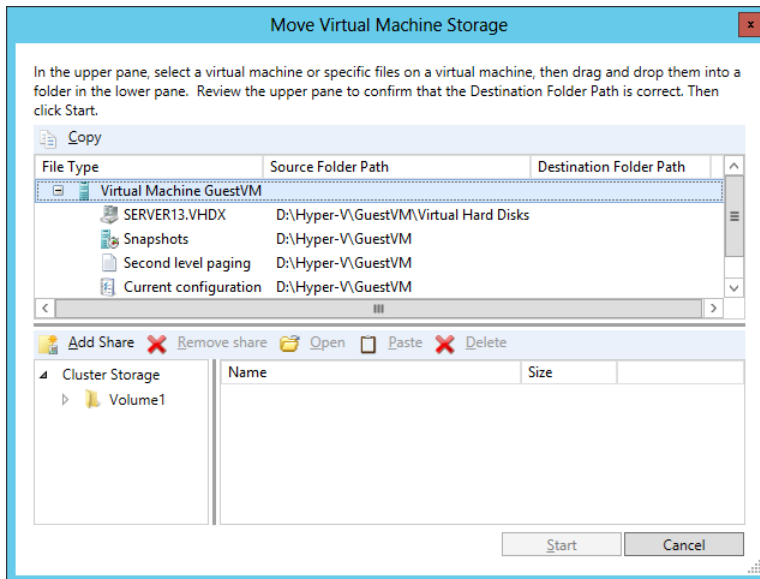 Move Virtual Machine Storage
x
In the upper pane, select a virtual machine or specific files on a virtual machine, then drag and drop them into a
folder in the lower pane.  Review the upper pane to confirm that the Destination Folder Path is correct. Then
click Start.
Copy
File Type Source Folder Path Destination Folder Path
Virtual Machine GuestVM
SERVER13.VHDX D:\Hyper-V\GuestVM\Virtual Hard Disks
Snapshots D:\Hyper-V\GuestVM
Second level paging D:\Hyper-V\GuestVM
Current configuration D:\Hyper-V\GuestVM
Add Share Remove share Open Paste Delete
Cluster Storage Name Size
Volume1
Start Cancel